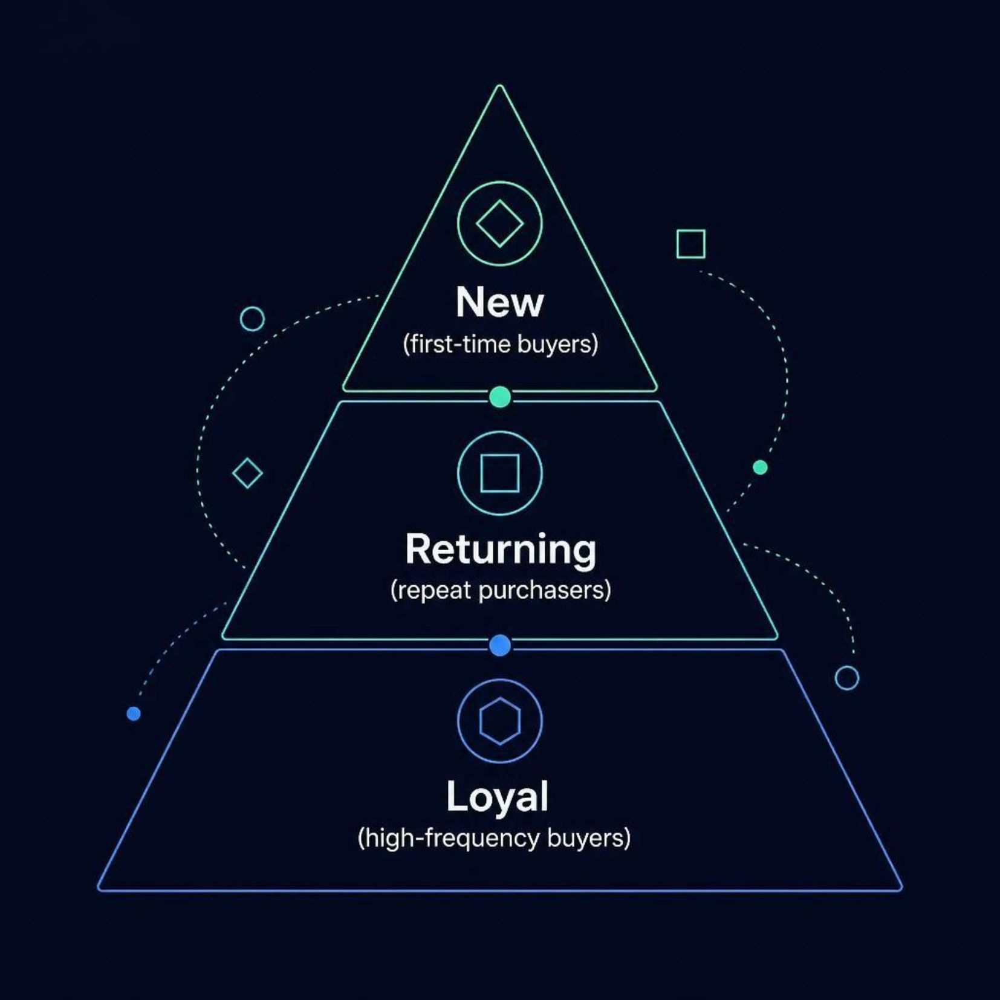 New
(first-time buyers)
Returning
(repeat purchasers)
Loyal
(high-frequency buyers)